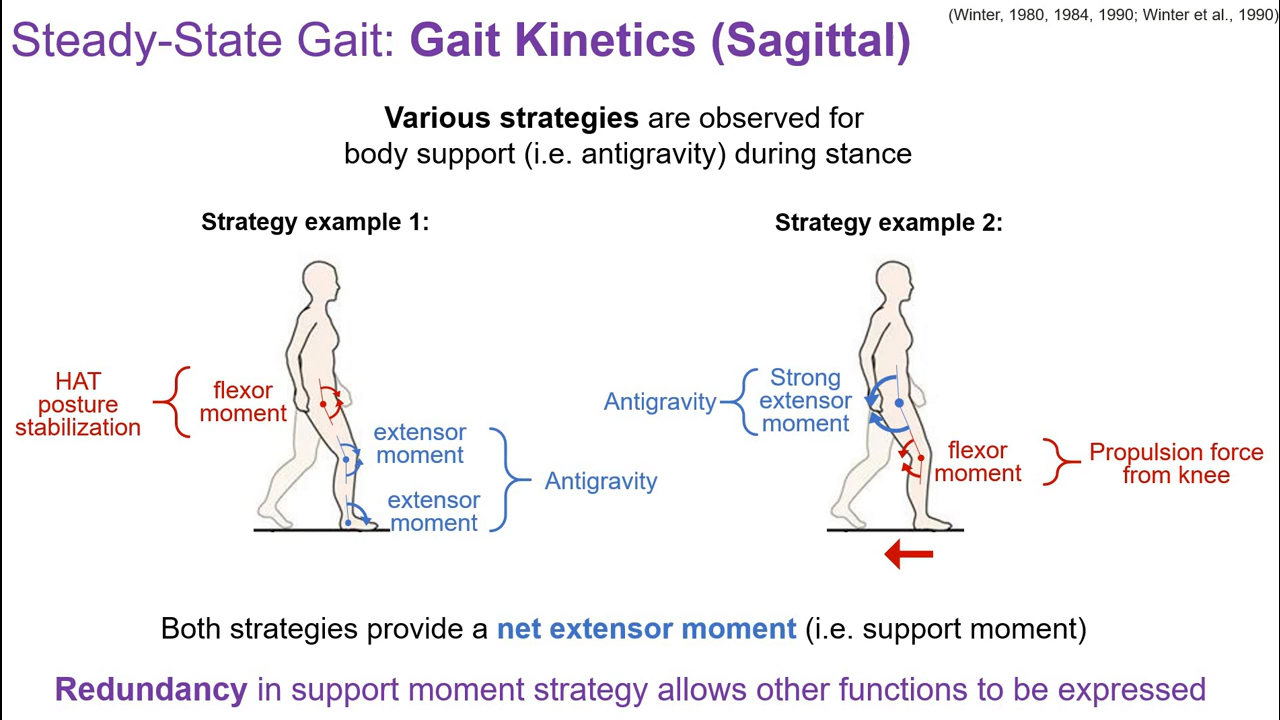 (Winter, 1980, 1984, 1990; Winter et al., 1990)
Steady-State Gait: Gait Kinetics (Sagittal)
Various strategies are observed for
body support (i.e. antigravity) during stance
Strategy example 1:
HAT
posture
stabilization
flexor
moment
extensor
moment
extensor
moment
Antigravity
Strategy example 2:
Antigravity
Strong
extensor
moment
flexor
moment
Propulsion force
from knee
Both strategies provide a net extensor moment (i.e. support moment)
Redundancy in support moment strategy allows other functions to be expressed